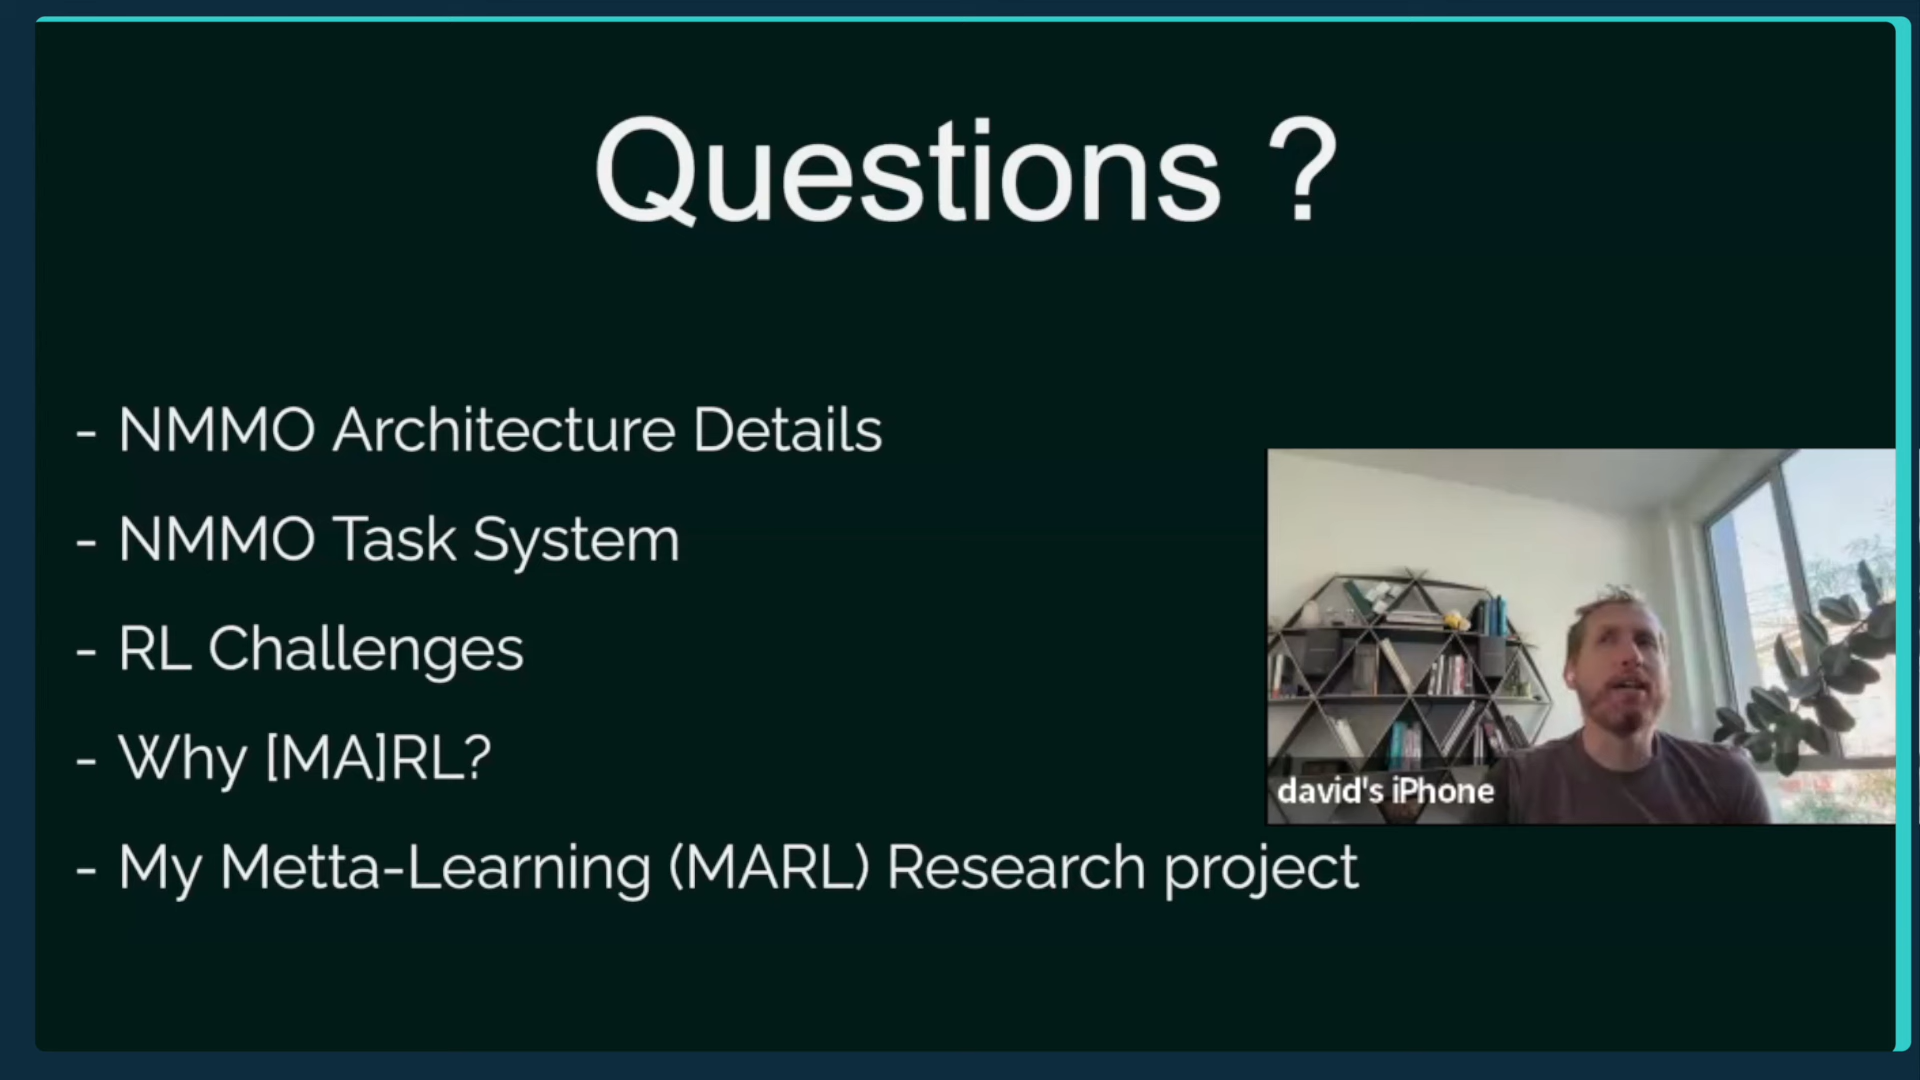 Questions ?
- NMMO Architecture Details
- NMMO Task System
- RL Challenges
- Why [MA]RL?
- My Metta-Learning (MARL) Research project
david's iPhone